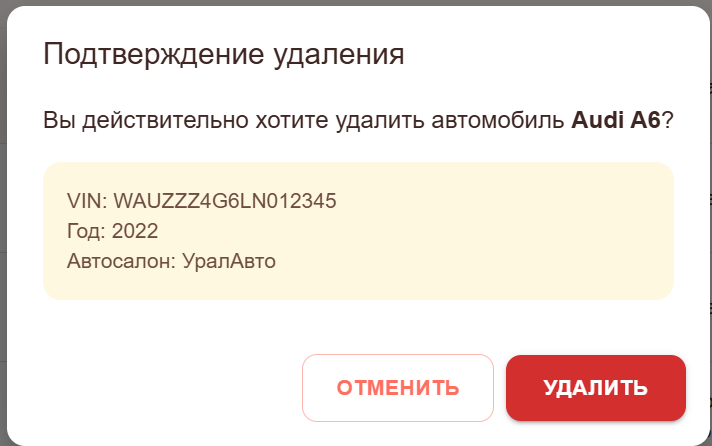 Подтверждение удаления
Вы действительно хотите удалить автомобиль Audi A6?
VIN: WAUZZZ4G6LN012345
Год: 2022
Автосалон: УралАвто
ОТМЕНИТЬ
УДАЛИТЬ